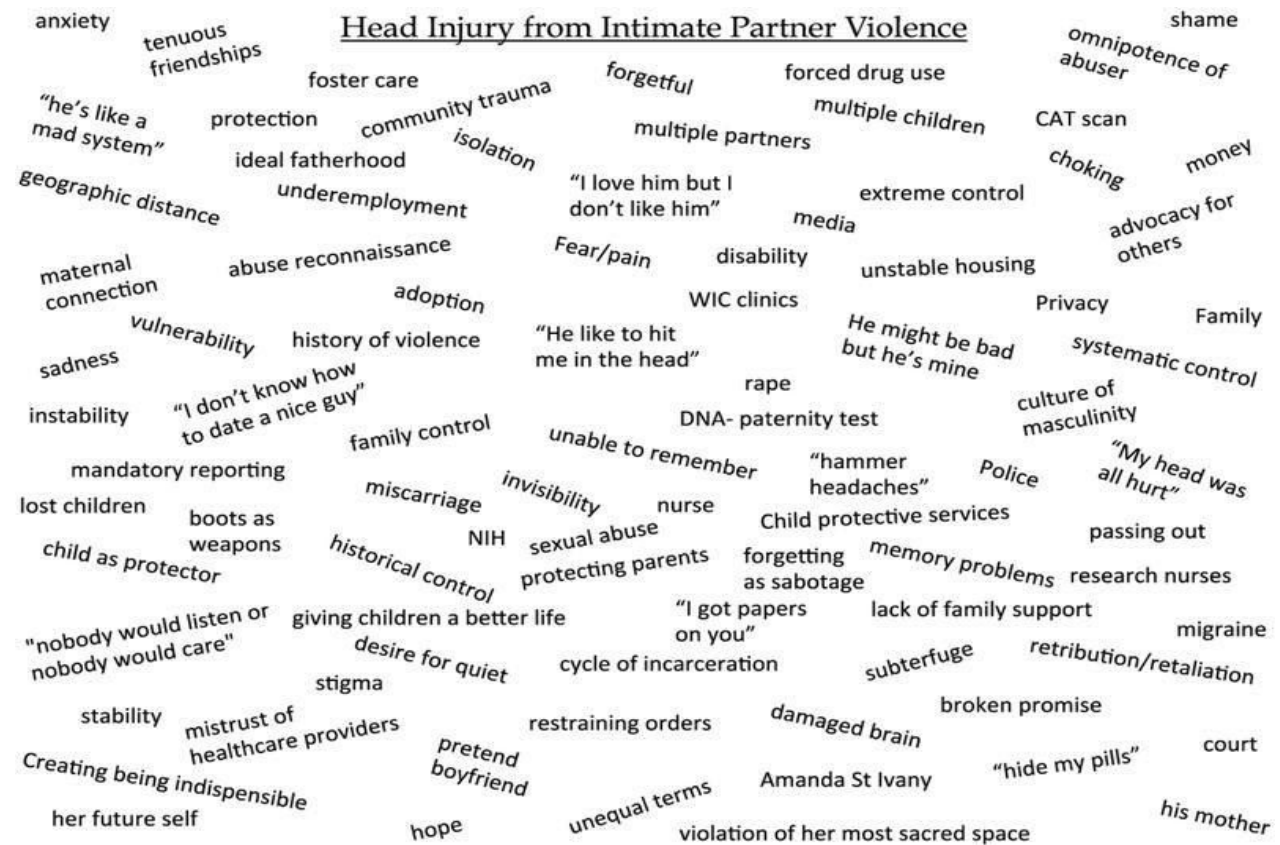 Head Injury from Intimate Partner Violence
anxiety
tenuous
friendships
shame
omnipotence of
abuser
foster care
forgetful
forced drug use
"he's like a
mad system"
protection
community trauma
isolation
multiple partners
multiple children
CAT scan
ideal fatherhood
choking
money
geographic distance
underemployment
"I love him but I
don't like him"
media
extreme control
advocacy for
others
maternal
connection
abuse reconnaissance
Fear/pain
disability
unstable housing
adoption
WIC clinics
Privacy
Family
vulnerability
history of violence
"He like to hit
me in the head"
He might be bad
but he's mine
systematic control
sadness
"I don't know how
to date a nice guy"
rape
culture of
masculinity
instability
family control
DNA- paternity test
unable to remember
"hammer
headaches"
Police
"My head was
all hurt"
mandatory reporting
miscarriage
invisibility
nurse
lost children
boots as
weapons
NIH
sexual abuse
Child protective services
passing out
child as protector
historical control
protecting parents
forgetting
as sabotage
memory problems
research nurses
"nobody would listen or
nobody would care"
giving children a better life
"I got papers
on you"
lack of family support
migraine
desire for quiet
cycle of incarceration
subterfuge
retribution/retaliation
stigma
stability
mistrust of
healthcare providers
restraining orders
damaged brain
broken promise
court
Creating being indispensible
pretend
boyfriend
Amanda St Ivany
"hide my pills"
her future self
hope
unequal terms
violation of her most sacred space
his mother